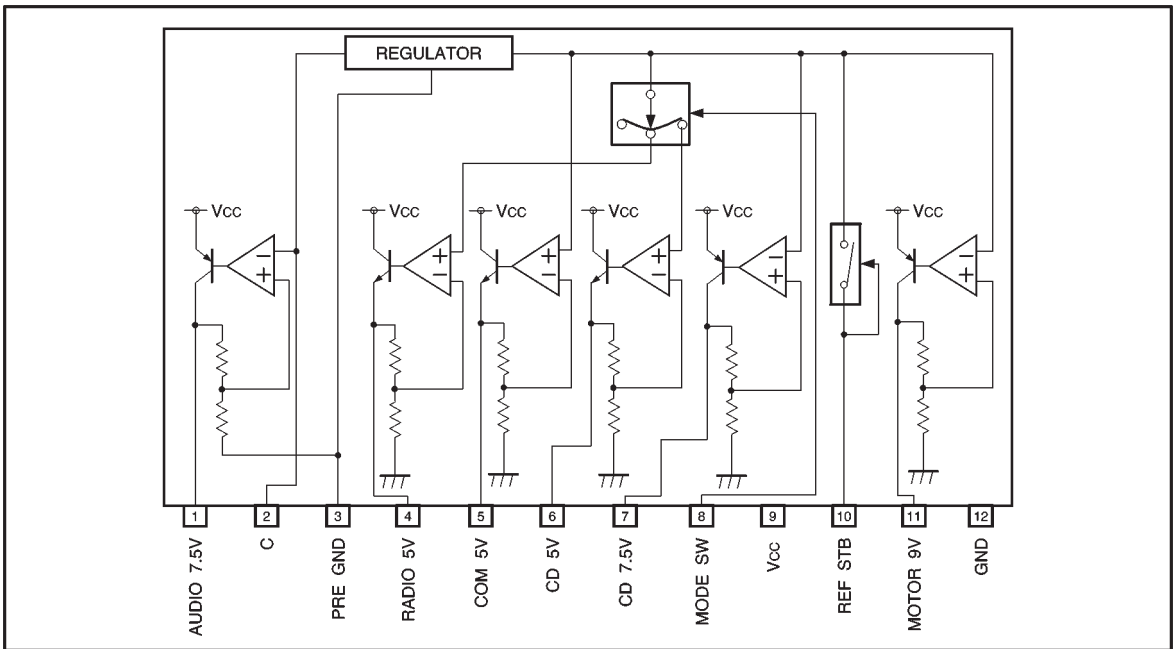 REGULATOR
Vcc Vcc Vcc Vcc Vcc Vcc
− + + − + − + − − + − +
1 2 3 4 5 6 7 8 9 10 11 12
AUDIO 7.5V
C
PRE GND
RADIO 5V
COM 5V
CD 5V
CD 7.5V
MODE SW
Vcc
REF STB
MOTOR 9V
GND